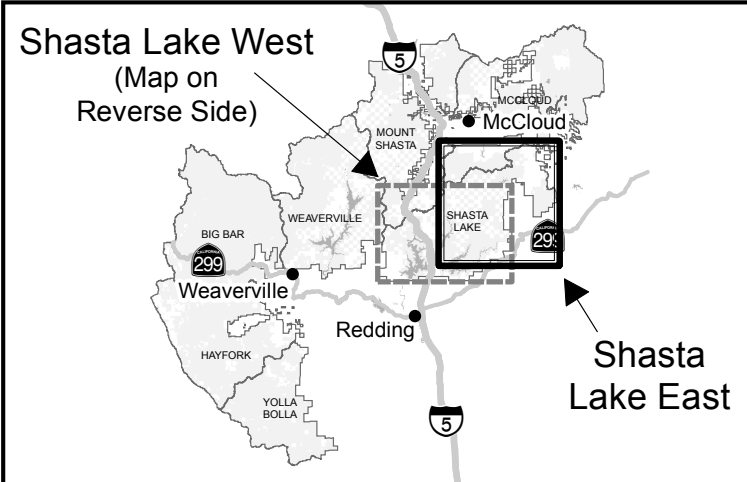 Shasta Lake West
(Map on
Reverse Side)
5
MCCLOUD
McCloud
MOUNT
SHASTA
WEAVERVILLE
SHASTA
LAKE
BIG BAR
CALIFORNIA
299
Weaverville
Redding
HAYFORK
YOLLA
BOLLA
Shasta
Lake East
5